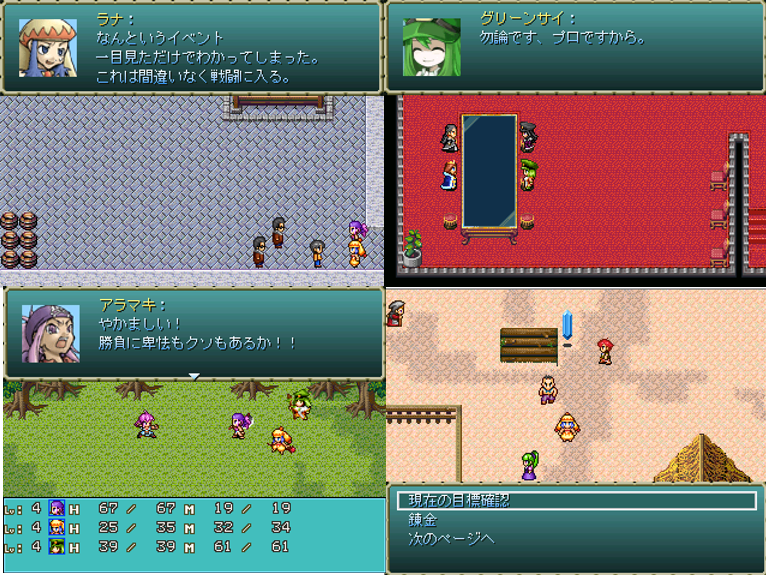 ラナ：
なんというイベント
一目見ただけでわかってしまった。
これは間違いなく戦闘に入る。
グリーンサイ：
勿論です、プロですから。
アラマキ：
やかましい！
勝負に卑怯もクソもあるか！！
Lv: 4 H 67 / 67 M 19 / 19
Lv: 4 H 25 / 35 M 32 / 34
Lv: 4 H 39 / 39 M 61 / 61
現在の目標確認
錬金
次のページへ